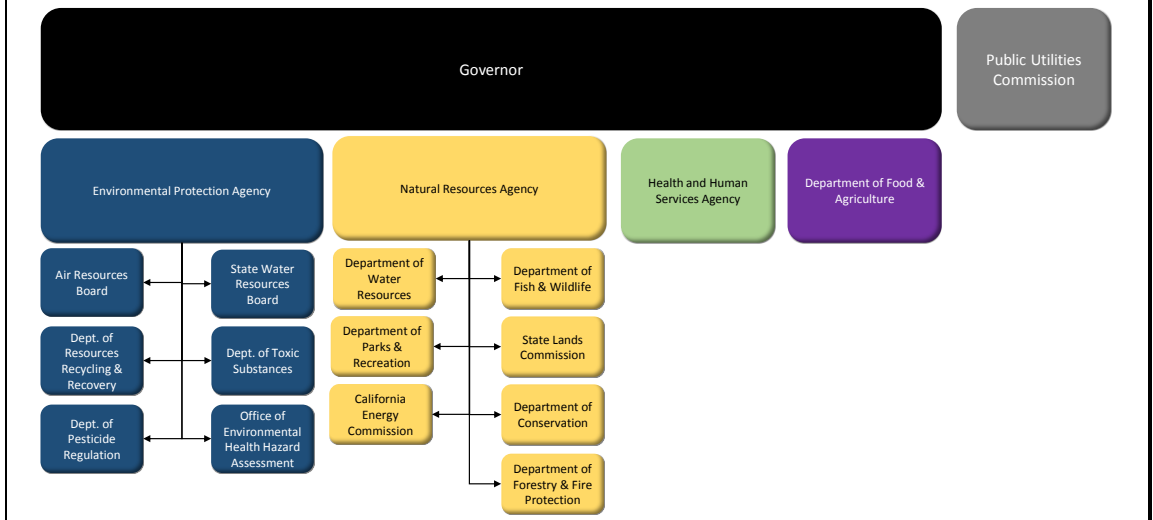 Governor
Public Utilities
Commission
Environmental Protection Agency
Natural Resources Agency
Health and Human
Services Agency
Department of Food &
Agriculture
Air Resources
Board
State Water
Resources
Board
Dept. of
Resources
Recycling &
Recovery
Dept. of Toxic
Substances
Dept. of
Pesticide
Regulation
Office of
Environmental
Health Hazard
Assessment
Department of
Water
Resources
Department of
Fish & Wildlife
Department of
Parks &
Recreation
State Lands
Commission
California
Energy
Commission
Department of
Conservation
Department of
Forestry & Fire
Protection